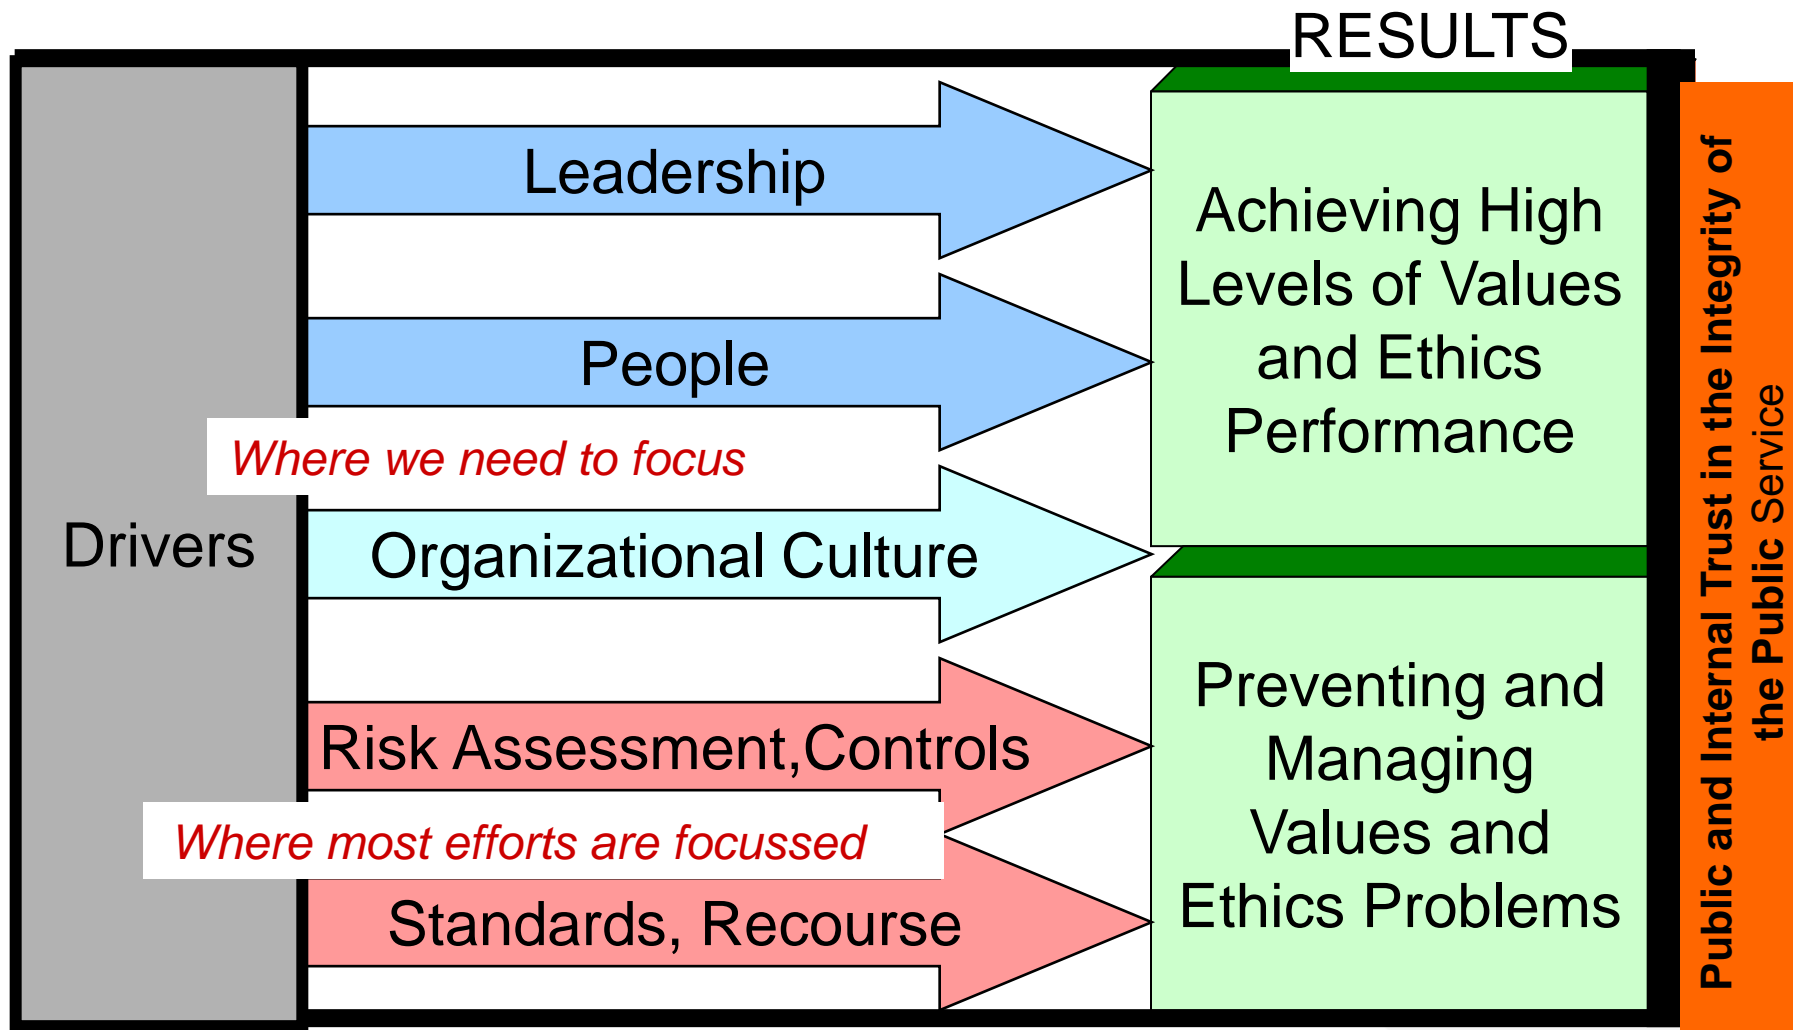 RESULTS
Drivers
Leadership
People
Where we need to focus
Organizational Culture
Risk Assessment,Controls
Where most efforts are focussed
Standards, Recourse
Achieving High
Levels of Values
and Ethics
Performance
Preventing and
Managing
Values and
Ethics Problems
Public and Internal Trust in the Integrity of
the Public Service